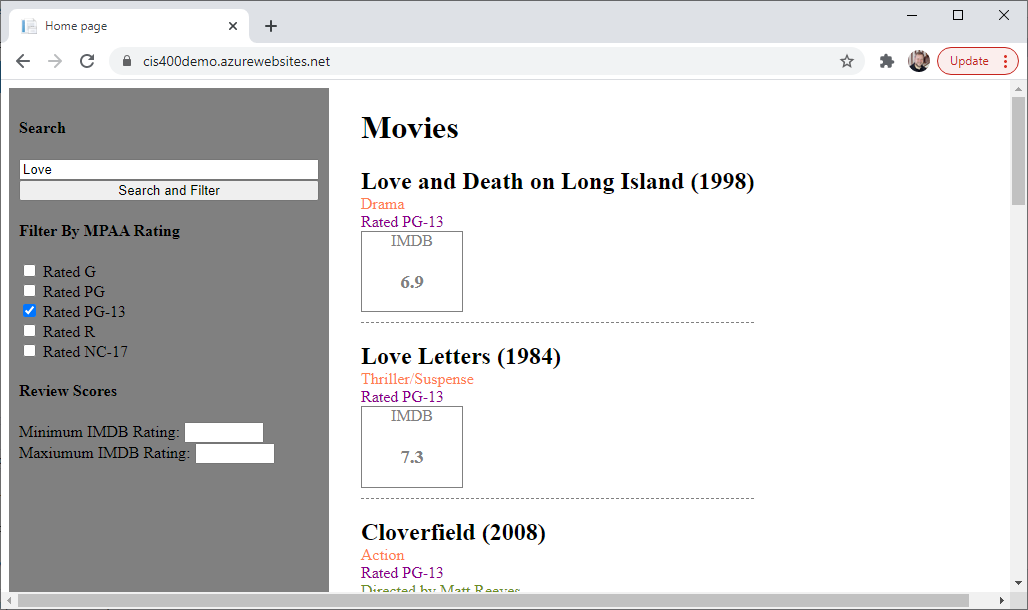 Home page
cis400demo.azurewebsites.net
Update
Search
Love
Search and Filter
Filter By MPAA Rating
Rated G
Rated PG
Rated PG-13
Rated R
Rated NC-17
Review Scores
Minimum IMDB Rating:
Maxiumum IMDB Rating:
Movies
Love and Death on Long Island (1998)
Drama
Rated PG-13
IMDB
6.9
Love Letters (1984)
Thriller/Suspense
Rated PG-13
IMDB
7.3
Cloverfield (2008)
Action
Rated PG-13
Directed by Matt Reeves